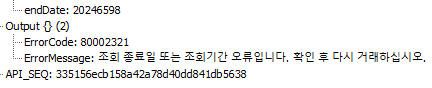 endDate: 20246598
Output {} (2)
ErrorCode: 80002321
ErrorMessage: 조회 종료일 또는 조회기간 오류입니다. 확인 후 다시 거래하십시오.
API_SEQ: 335156ecb158a42a78d40dd841db5638